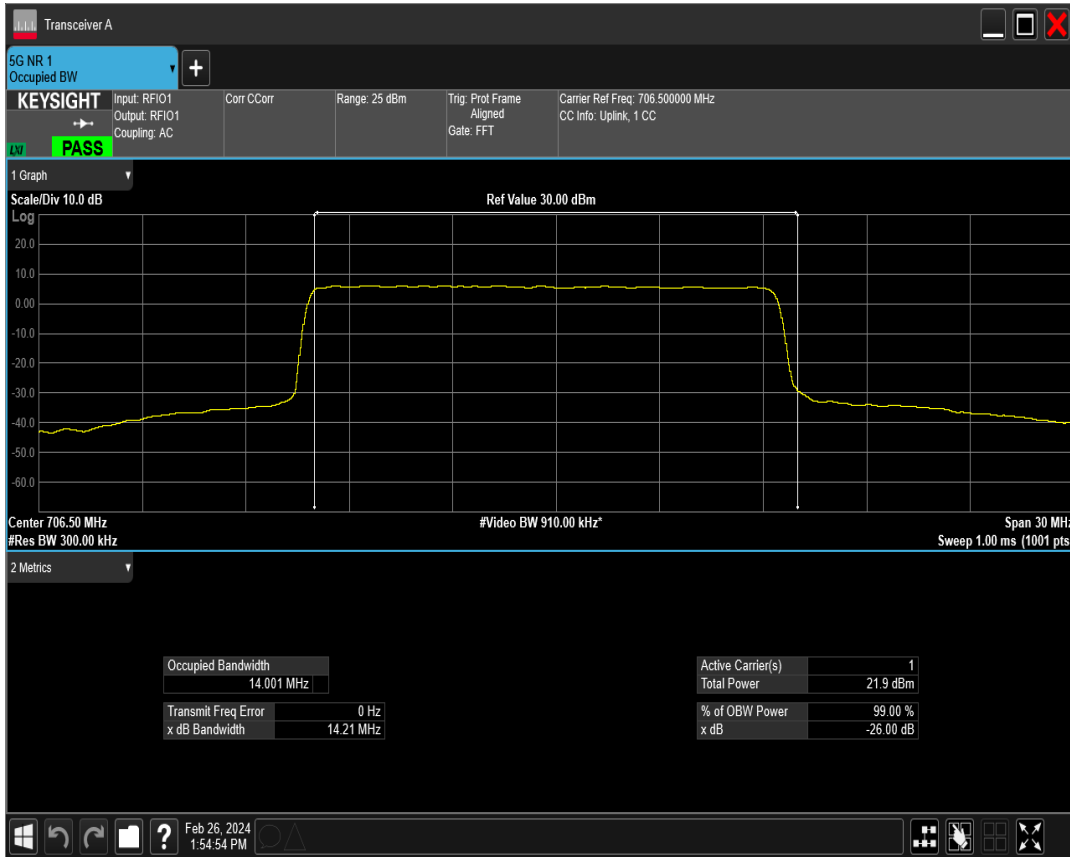 Transceiver A
5G NR 1
Occupied BW
+
KEYSIGHT
LXI
PASS
Input: RFIO1
Output: RFIO1
Coupling: AC
Corr CCorr
Range: 25 dBm
Trig: Prot Frame
Aligned
Gate: FFT
Carrier Ref Freq: 706.500000 MHz
CC Info: Uplink, 1 CC
1 Graph
Scale/Div 10.0 dB
Ref Value 30.00 dBm
Log
20.0
10.0
0.00
-10.0
-20.0
-30.0
-40.0
-50.0
-60.0
Center 706.50 MHz
#Video BW 910.00 kHz*
Span 30 MHz
#Res BW 300.00 kHz
Sweep 1.00 ms (1001 pts
2 Metrics
Occupied Bandwidth
14.001 MHz
Transmit Freq Error 0 Hz
x dB Bandwidth 14.21 MHz
Active Carrier(s) 1
Total Power 21.9 dBm
% of OBW Power 99.00 %
x dB -26.00 dB
?
Feb 26, 2024
1:54:54 PM